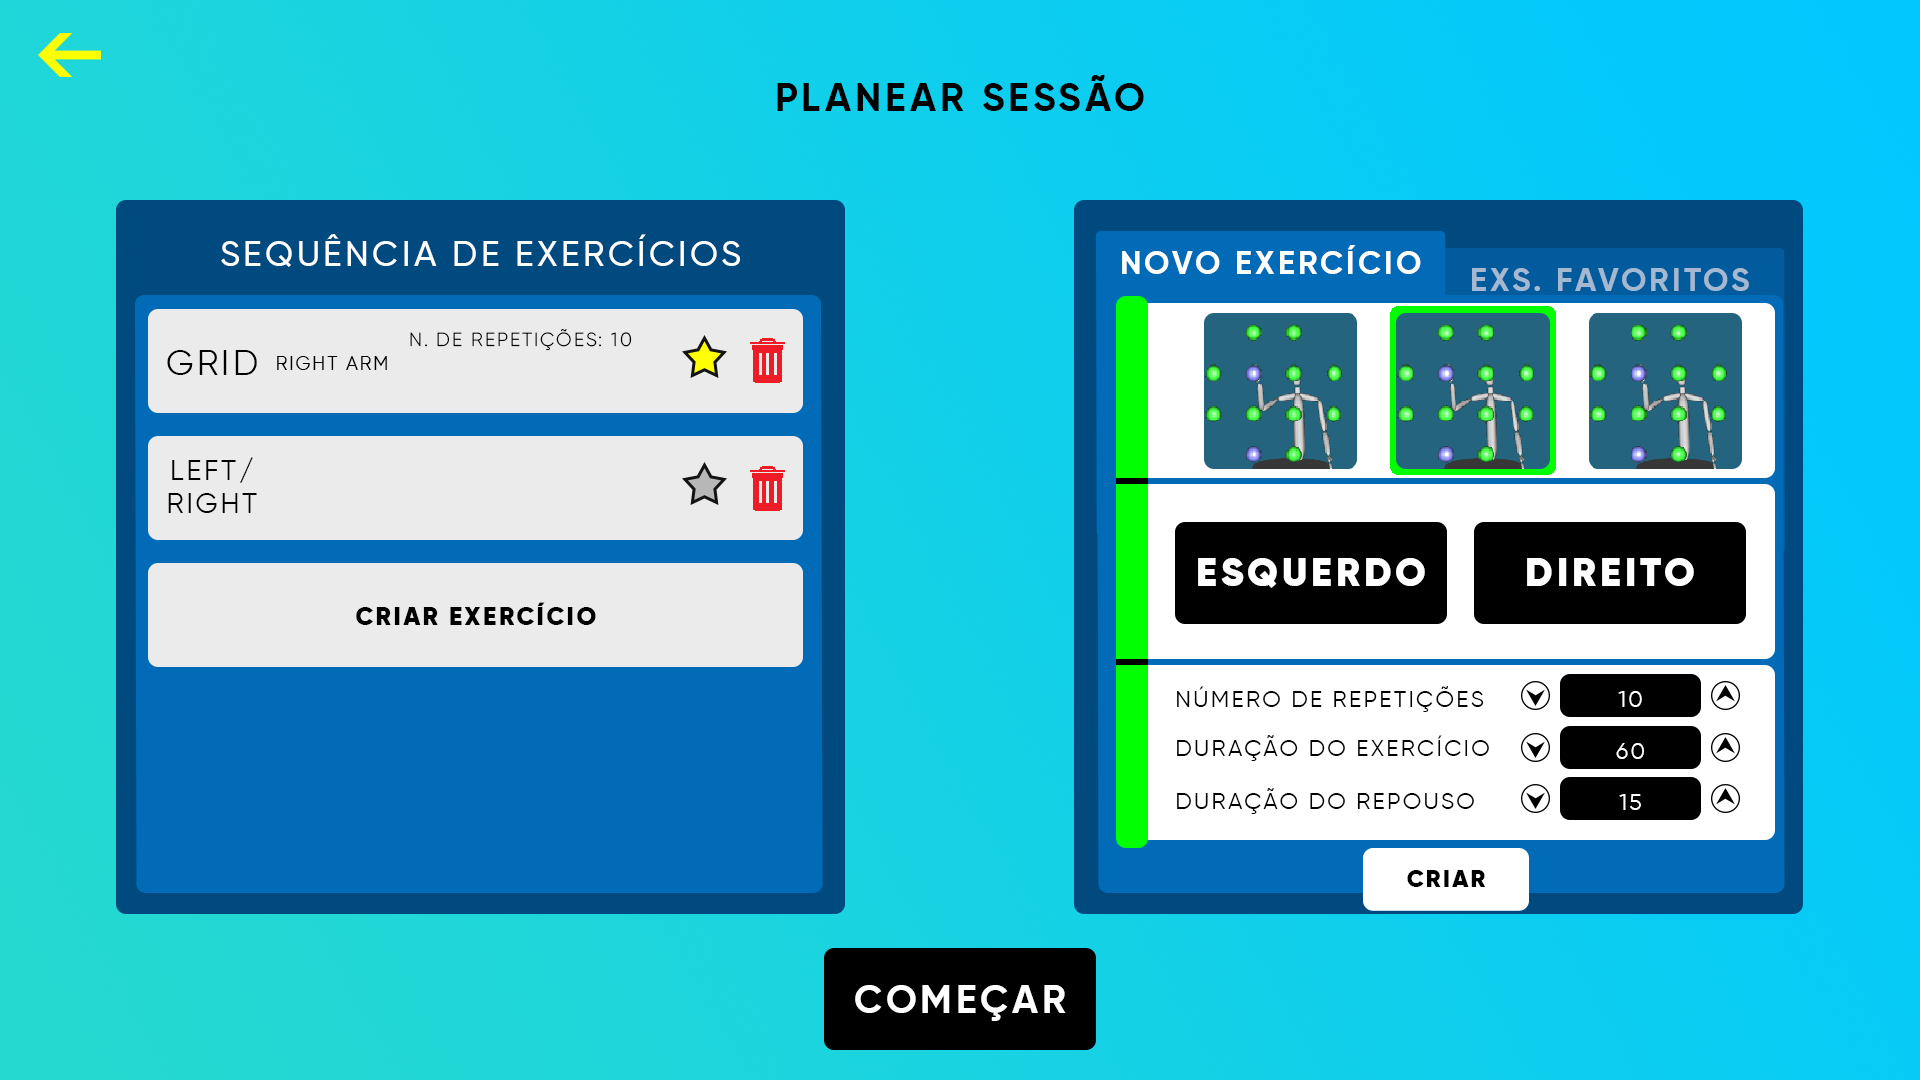 PLANEAR SESSÃO
SEQUÊNCIA DE EXERCÍCIOS
GRID RIGHT ARM N. DE REPETIÇÕES: 10
LEFT/
RIGHT
CRIAR EXERCÍCIO
NOVO EXERCÍCIO
EXS. FAVORITOS
ESQUERDO
DIREITO
NÚMERO DE REPETIÇÕES 10
DURAÇÃO DO EXERCÍCIO 60
DURAÇÃO DO REPOUSO 15
CRIAR
COMEÇAR